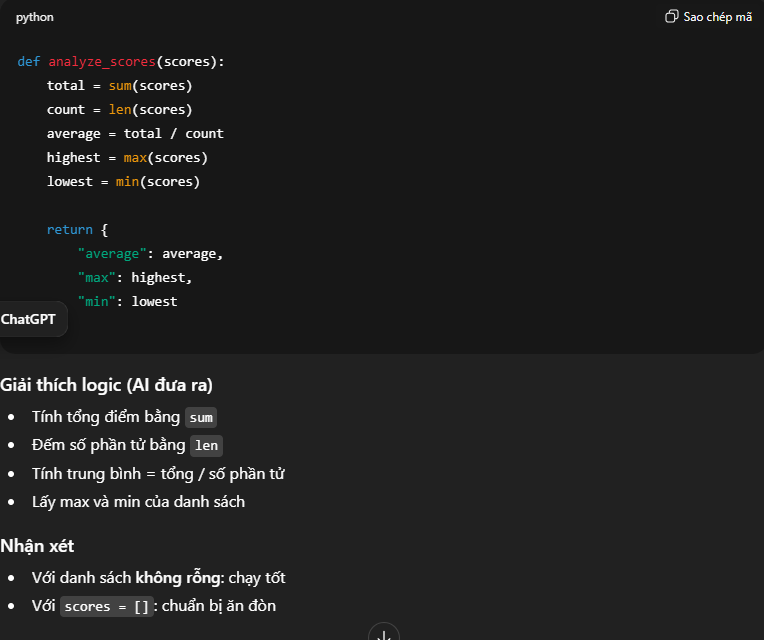 python
Sao chép mã
def analyze_scores(scores):
    total = sum(scores)
    count = len(scores)
    average = total / count
    highest = max(scores)
    lowest = min(scores)

    return {
        "average": average,
        "max": highest,
        "min": lowest
ChatGPT
Giải thích logic (AI đưa ra)
• Tính tổng điểm bằng sum
• Đếm số phần tử bằng len
• Tính trung bình = tổng / số phần tử
• Lấy max và min của danh sách
Nhận xét
• Với danh sách không rỗng: chạy tốt
• Với scores = []: chuẩn bị ăn đòn